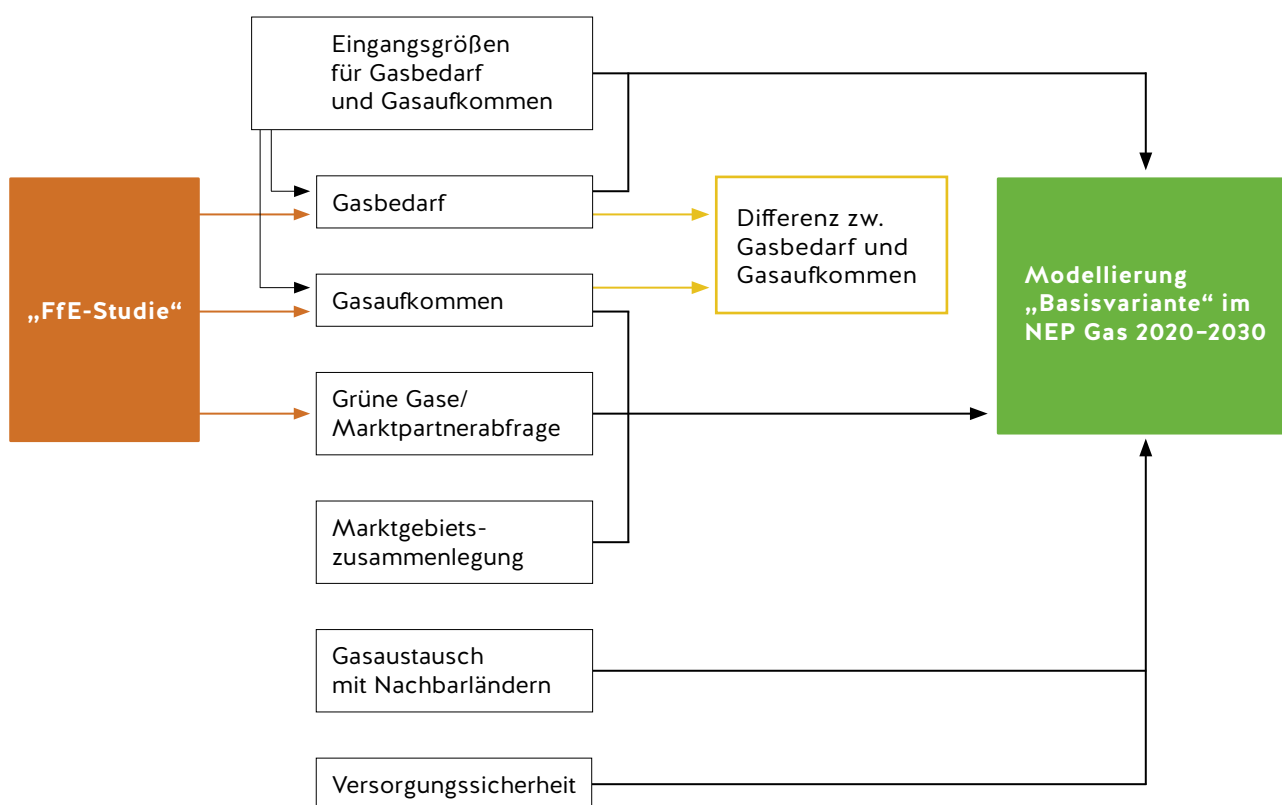 Eingangsgrößen
für Gasbedarf
und Gasaufkommen
„FfE-Studie“
Gasbedarf
Gasaufkommen
Grüne Gase/
Marktpartnerabfrage
Marktgebiets-
zusammenlegung
Gasaustausch
mit Nachbarländern
Versorgungssicherheit
Differenz zw.
Gasbedarf und
Gasaufkommen
Modellierung
„Basisvariante“ im
NEP Gas 2020–2030